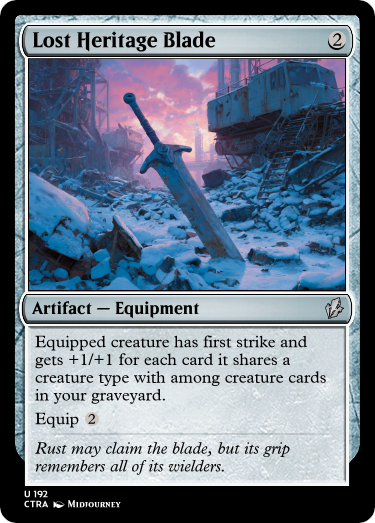 Lost Heritage Blade 2
Artifact — Equipment
Equipped creature has first strike and
gets +1/+1 for each card it shares a
creature type with among creature cards
in your graveyard.
Equip 2
Rust may claim the blade, but its grip
remembers all of its wielders.
U 192
CTRA Midjourney